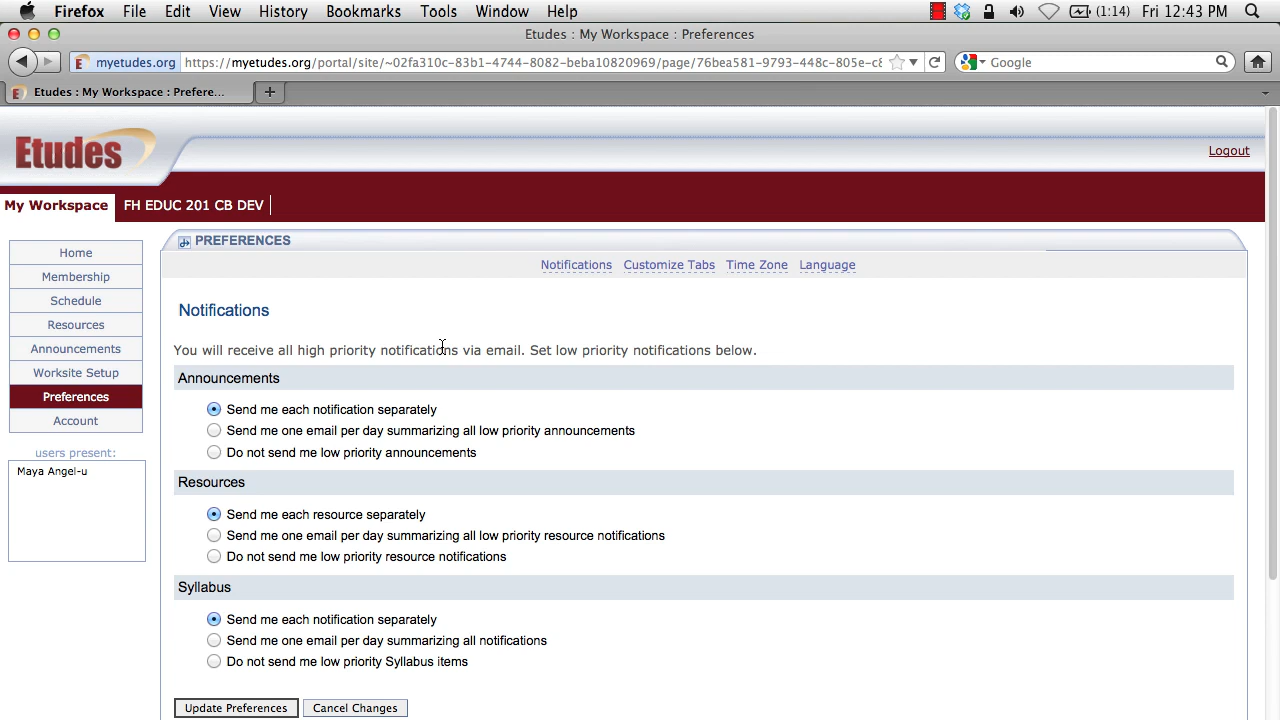 Firefox File Edit View History Bookmarks Tools Window Help (1:14) Fri 12:43 PM
Etudes : My Workspace : Preferences
myetudes.org https://myetudes.org/portal/site/~02fa310c-83b1-4744-8082-beba10820969/page/76bea581-9793-448c-805e-c8 Google
Etudes : My Workspace : Prefere... +
Etudes
Logout
My Workspace FH EDUC 201 CB DEV
PREFERENCES
Home
Membership
Schedule
Resources
Announcements
Worksite Setup
Preferences
Account
users present:
Maya Angel-u
Notifications Customize Tabs Time Zone Language
Notifications
You will receive all high priority notifications via email. Set low priority notifications below.
Announcements
Send me each notification separately
Send me one email per day summarizing all low priority announcements
Do not send me low priority announcements
Resources
Send me each resource separately
Send me one email per day summarizing all low priority resource notifications
Do not send me low priority resource notifications
Syllabus
Send me each notification separately
Send me one email per day summarizing all notifications
Do not send me low priority Syllabus items
Update Preferences Cancel Changes